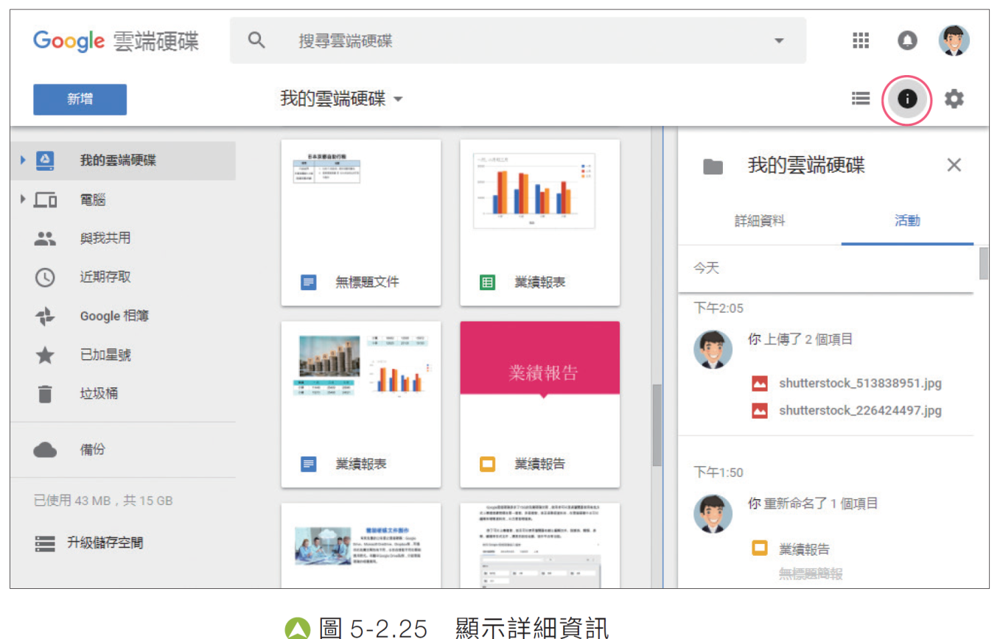 Google 雲端硬碟
搜尋雲端硬碟
新增
我的雲端硬碟
我的雲端硬碟
電腦
與我共用
近期存取
Google 相簿
已加星號
垃圾桶
備份
已使用 43 MB，共 15 GB
升級儲存空間
無標題文件
業績報表
業績報告
業績報表
業績報告
我的雲端硬碟
詳細資料
活動
今天
下午2:05
你 上傳了 2 個項目
shutterstock_513838951.jpg
shutterstock_226424497.jpg
下午1:50
你 重新命名了 1 個項目
業績報告
無標題簡報
圖 5-2.25 顯示詳細資訊